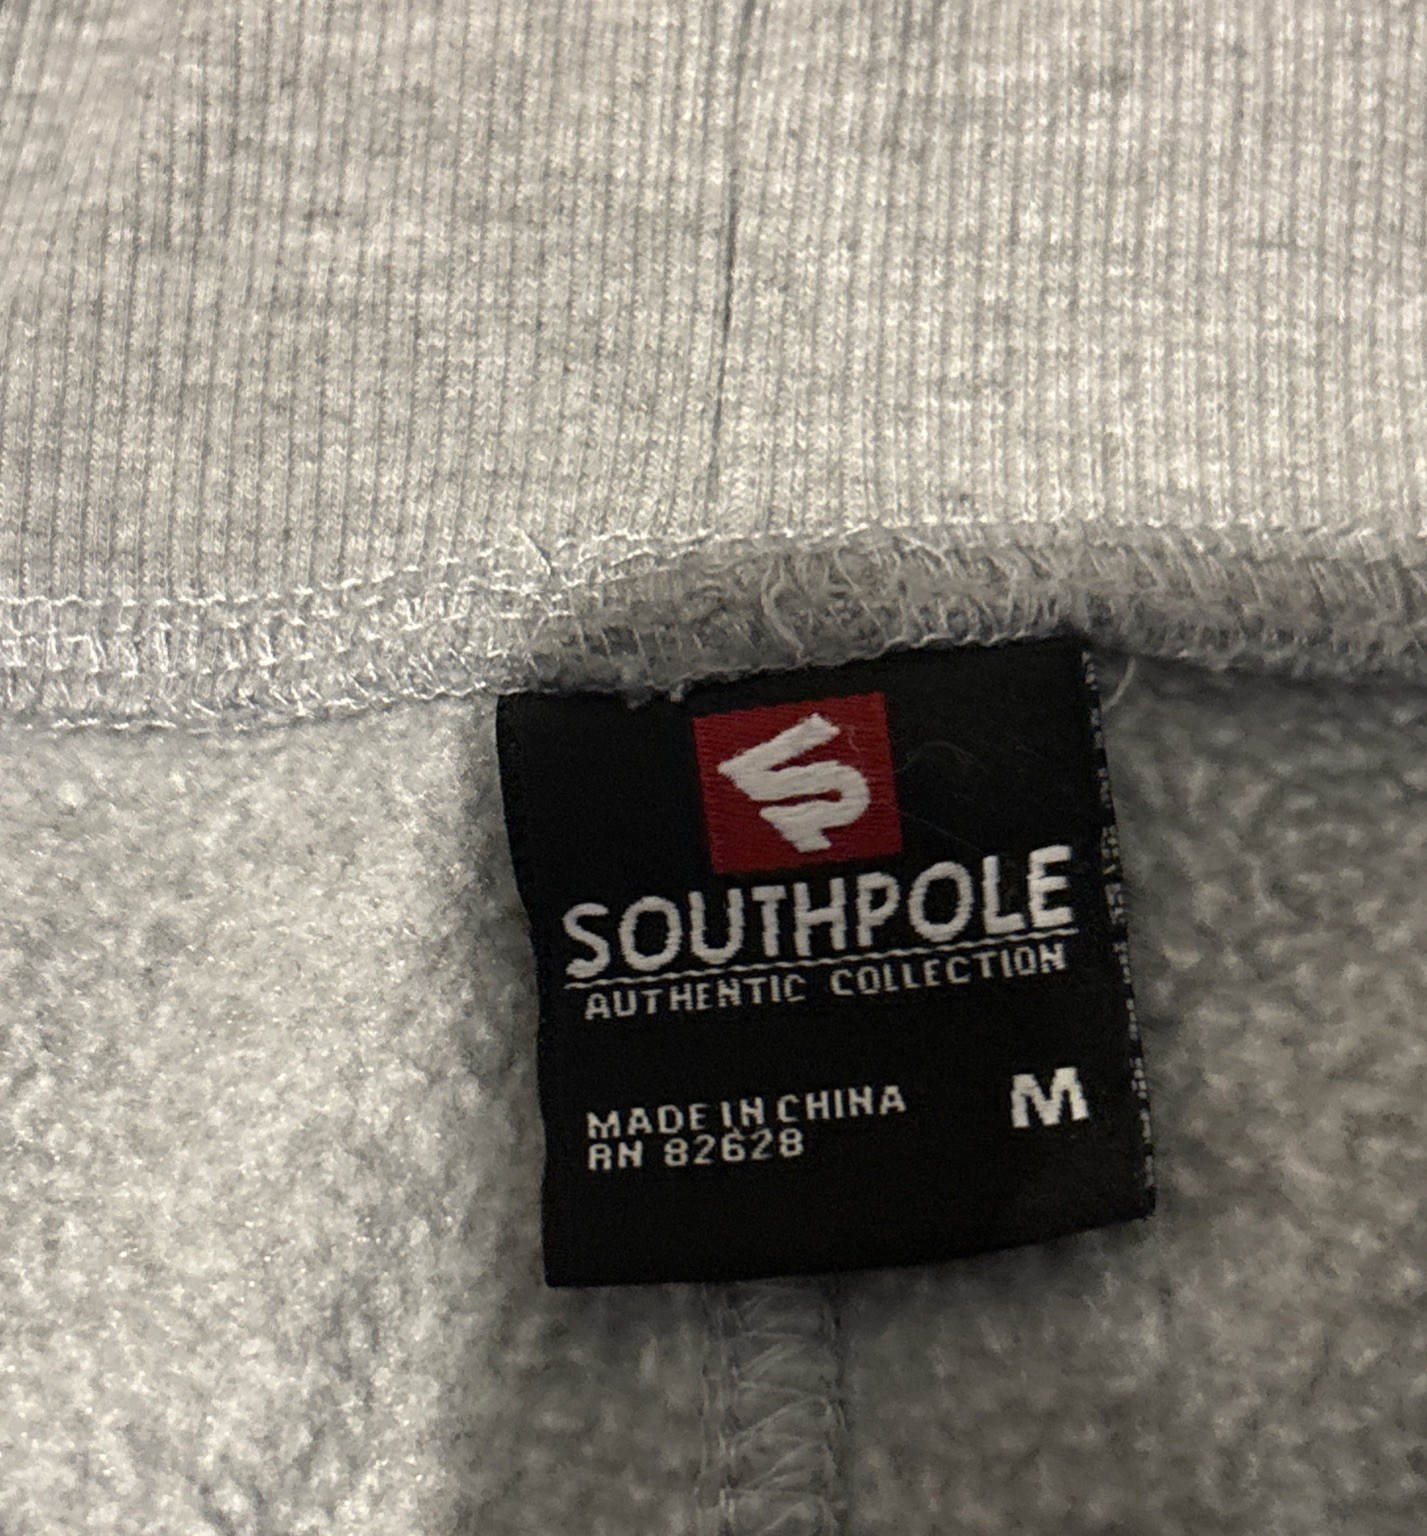 SOUTHPOLE
AUTHENTIC COLLECTION
MADE IN CHINA
RN 82628
M